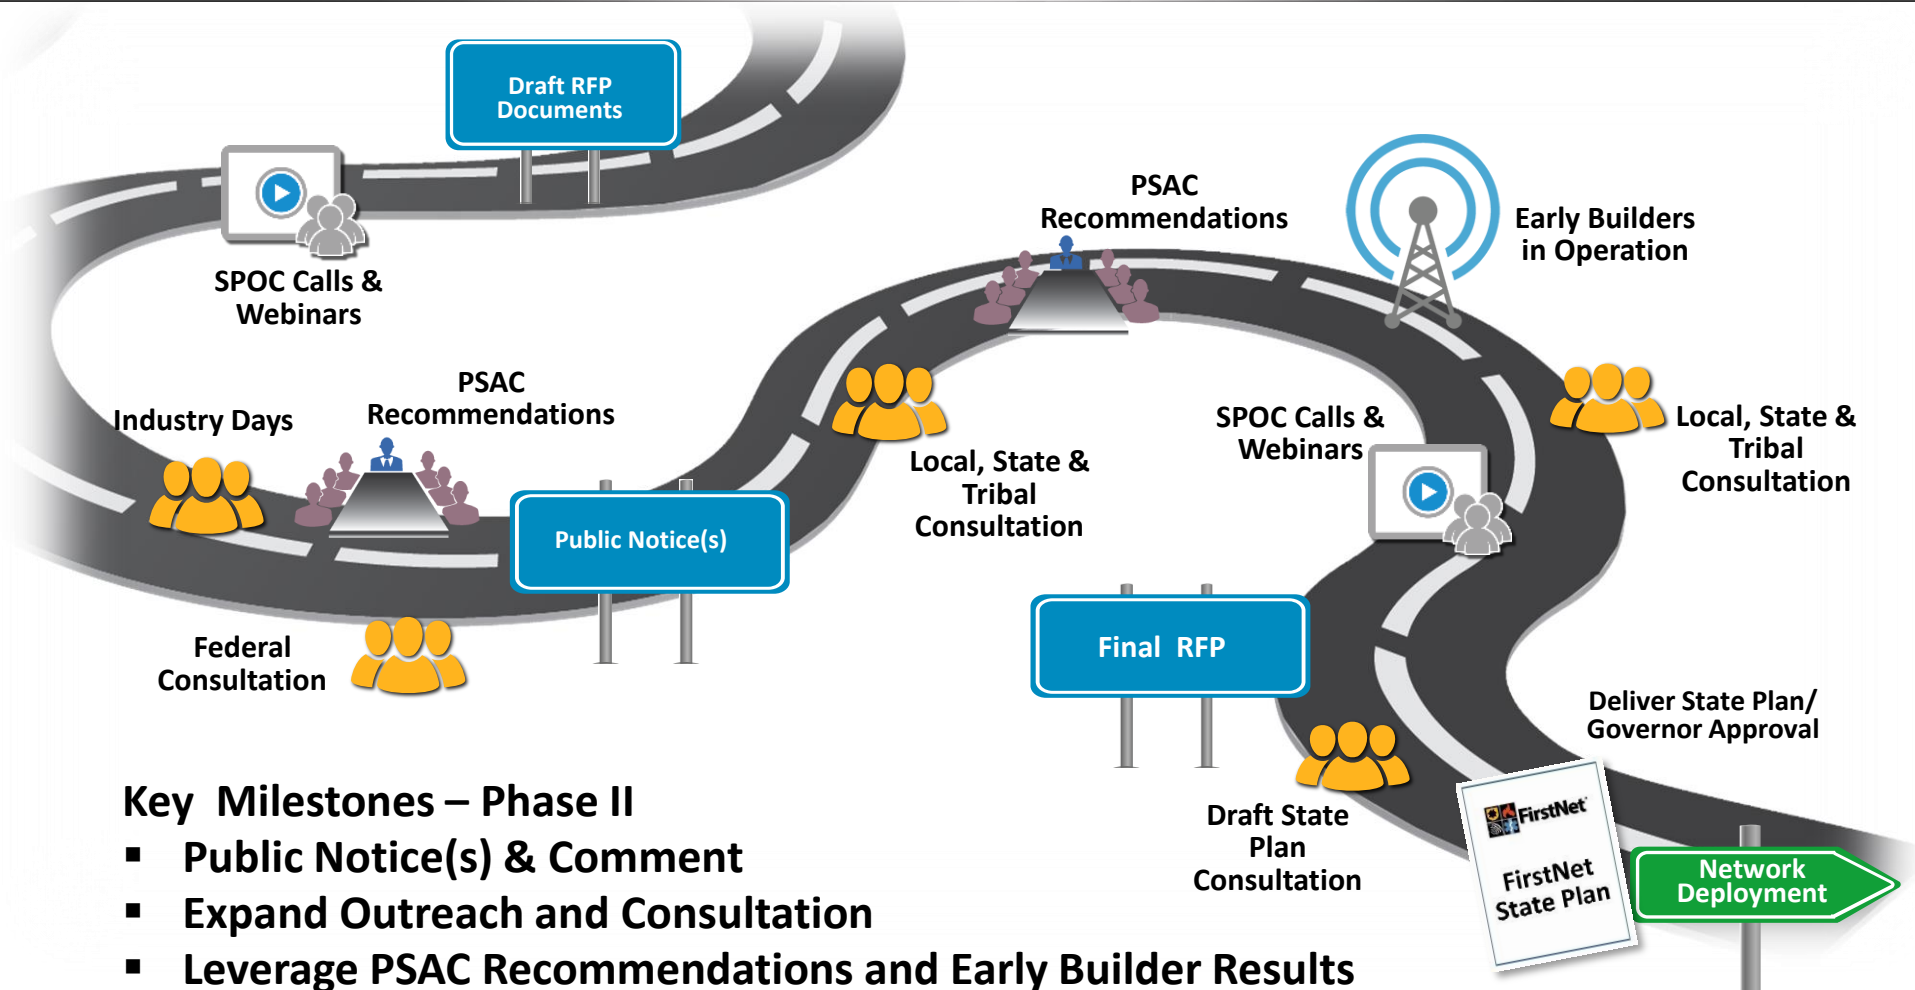 Draft RFP
Documents
SPOC Calls &
Webinars
Industry Days
PSAC
Recommendations
Federal
Consultation
Public Notice(s)
Local, State &
Tribal
Consultation
PSAC
Recommendations
Early Builders
in Operation
Local, State &
Tribal
Consultation
SPOC Calls &
Webinars
Final RFP
Draft State
Plan
Consultation
Deliver State Plan/
Governor Approval
FirstNet
FirstNet
State Plan
Network
Deployment
Key Milestones – Phase II
▪ Public Notice(s) & Comment
▪ Expand Outreach and Consultation
▪ Leverage PSAC Recommendations and Early Builder Results